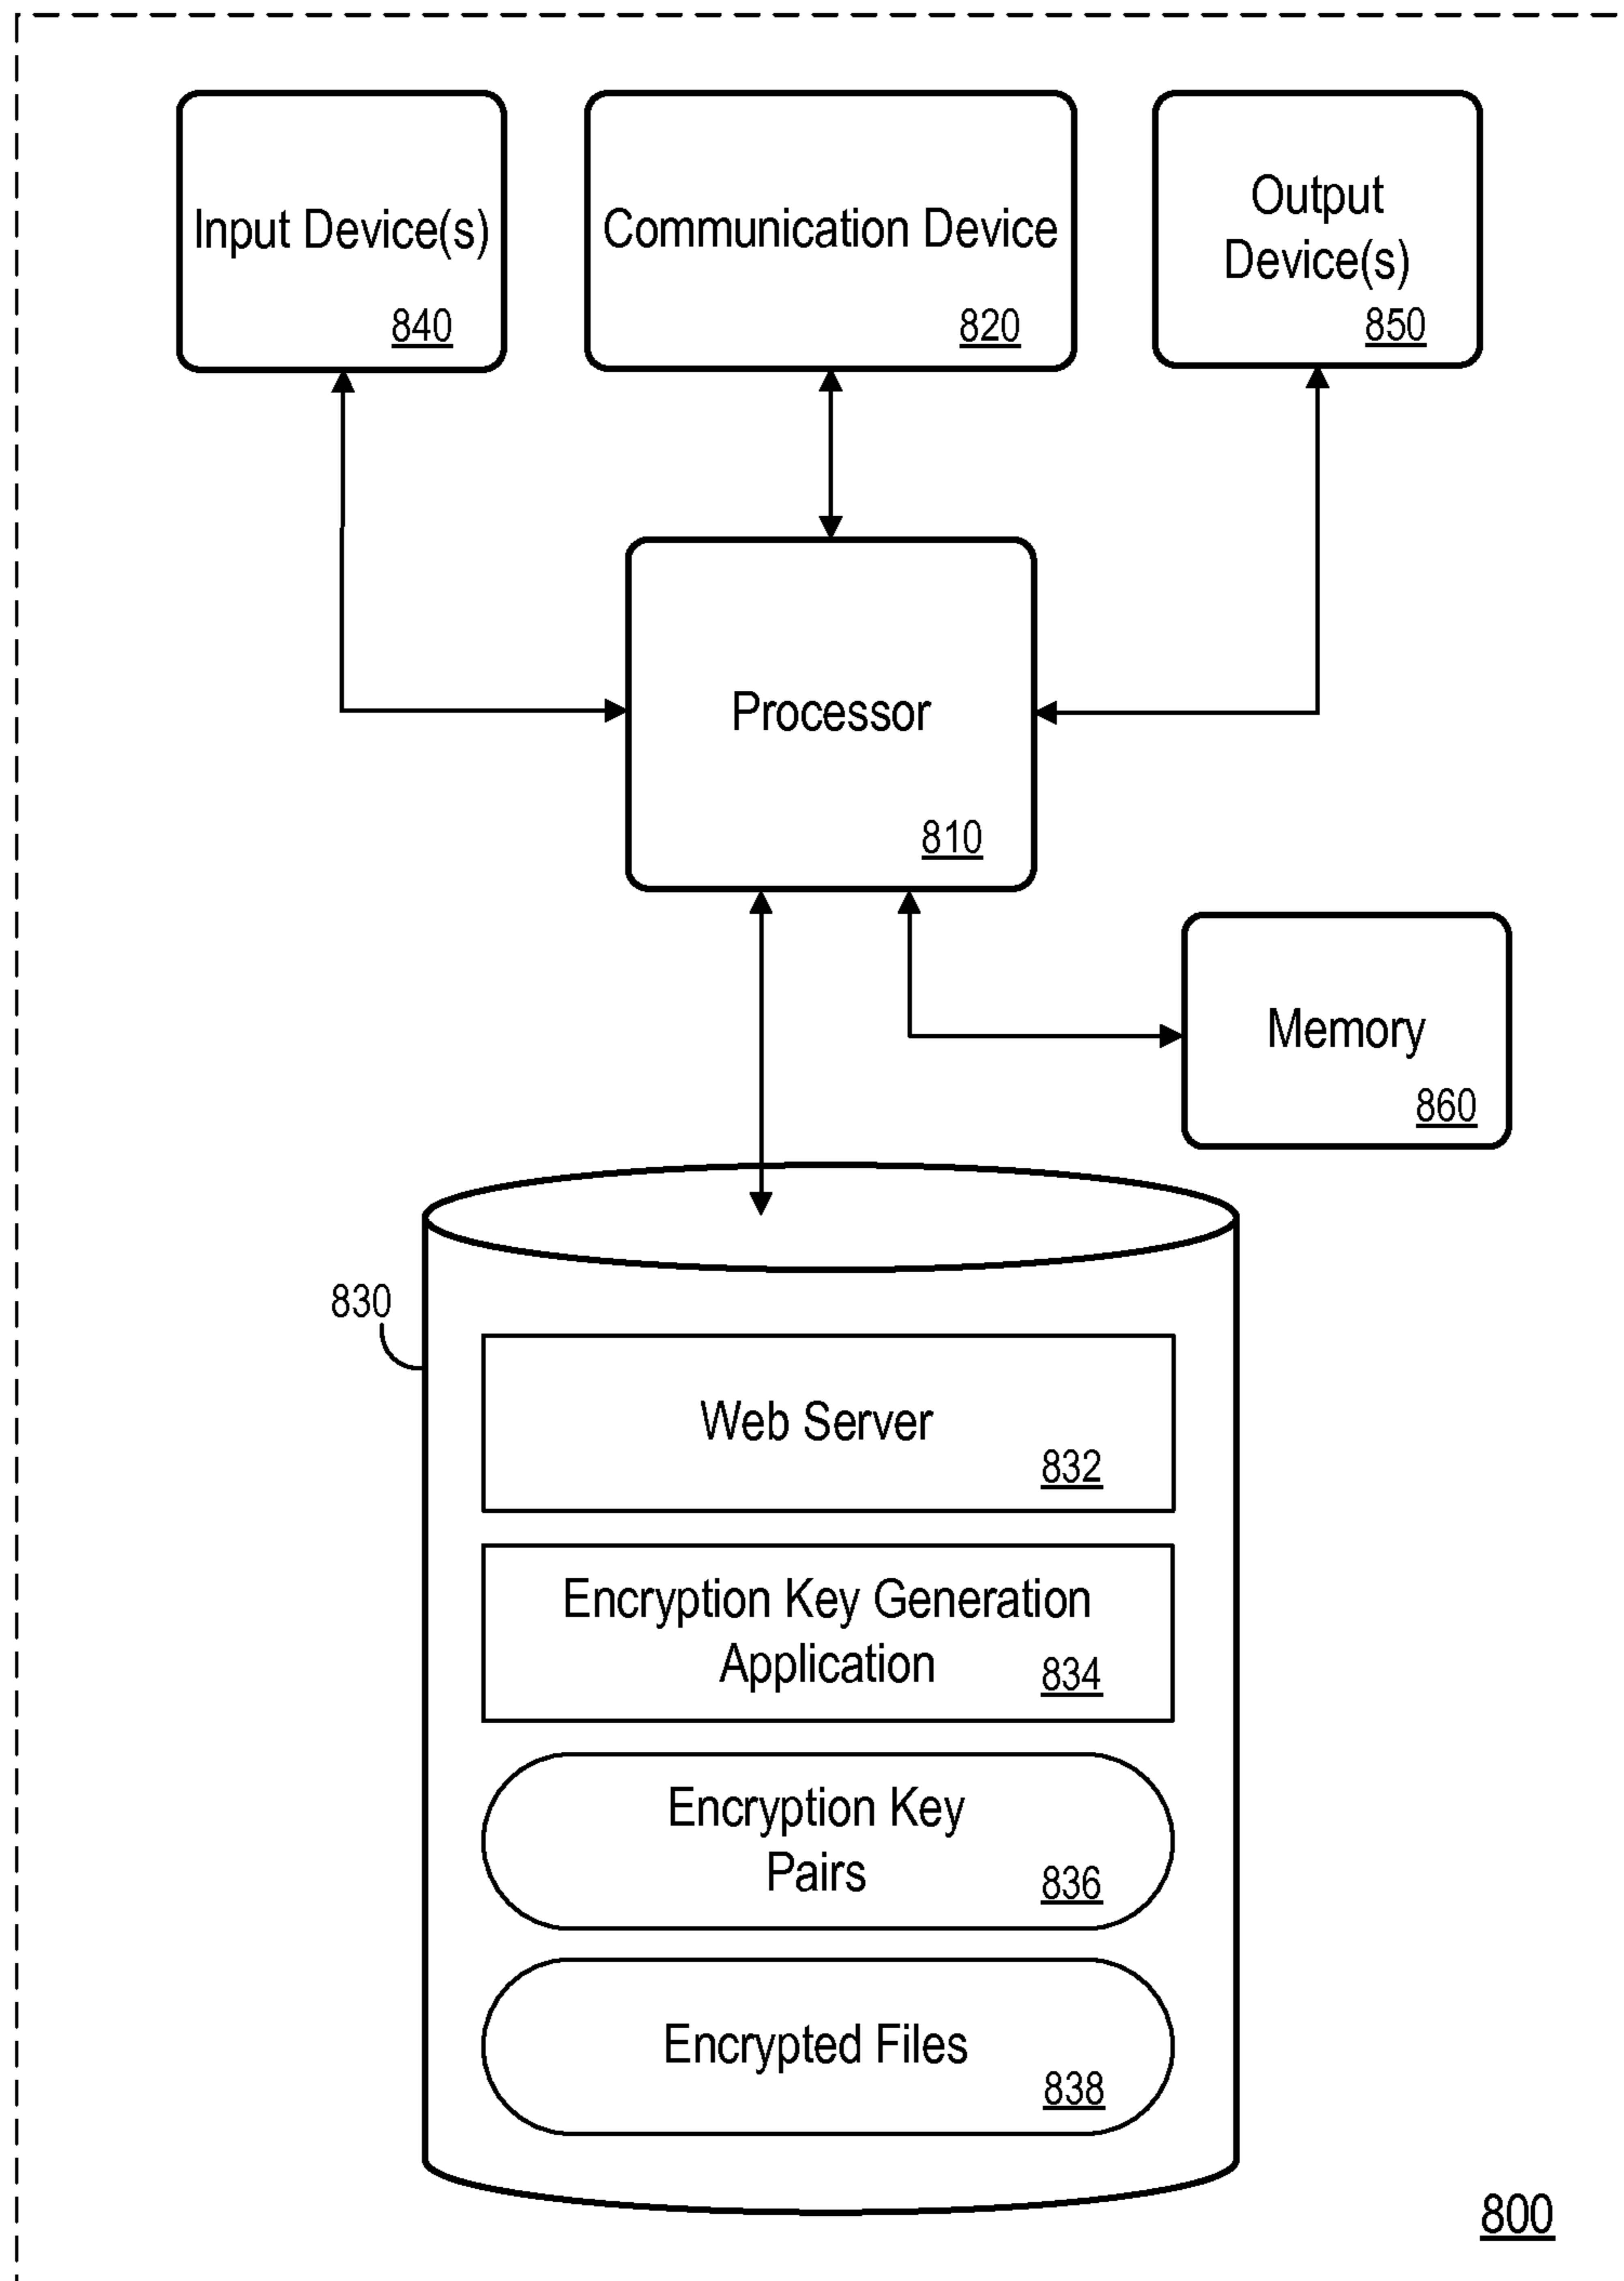 Input Device(s)
840
Communication Device
820
Output
Device(s)
850
Processor
810
Memory
860
830
Web Server
832
Encryption Key Generation
Application
834
Encryption Key
Pairs
836
Encrypted Files
838
800